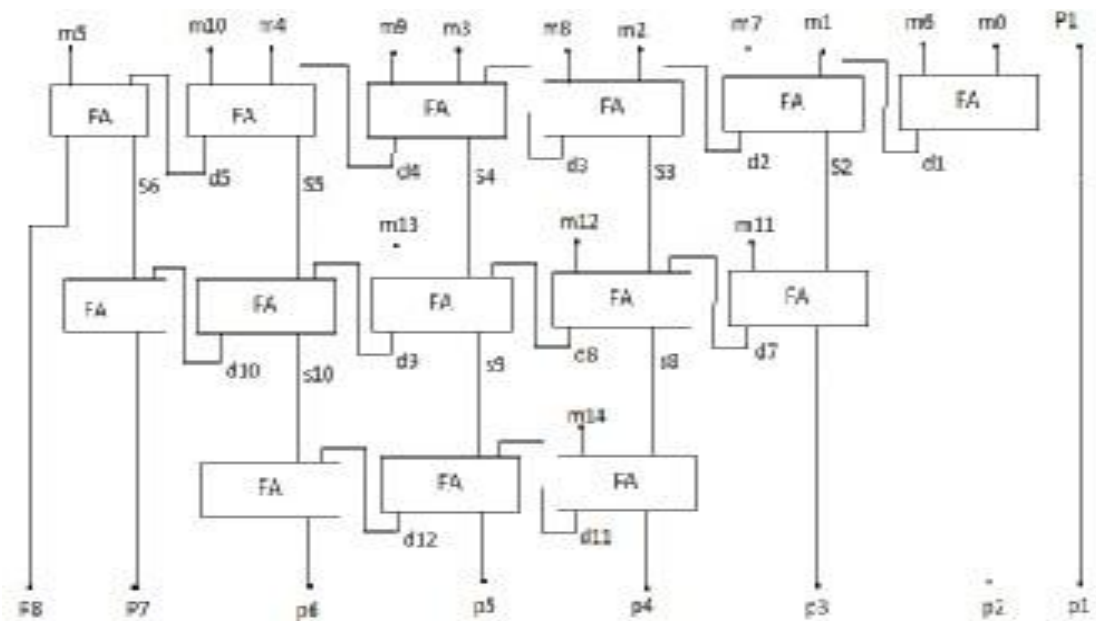 m5 m10 m4 m9 m3 m8 m2 m7 m1 m6 m0 P1
FA FA FA FA FA FA
S6 d5 S5 d4 S4 d3 S3 d2 S2 d1
m13 m12 m11
FA FA FA FA FA
d10 s10 d9 s9 d8 s8 d7
m14
FA FA FA
d12 d11
P8 P7 p6 p5 p4 p3 p2 p1